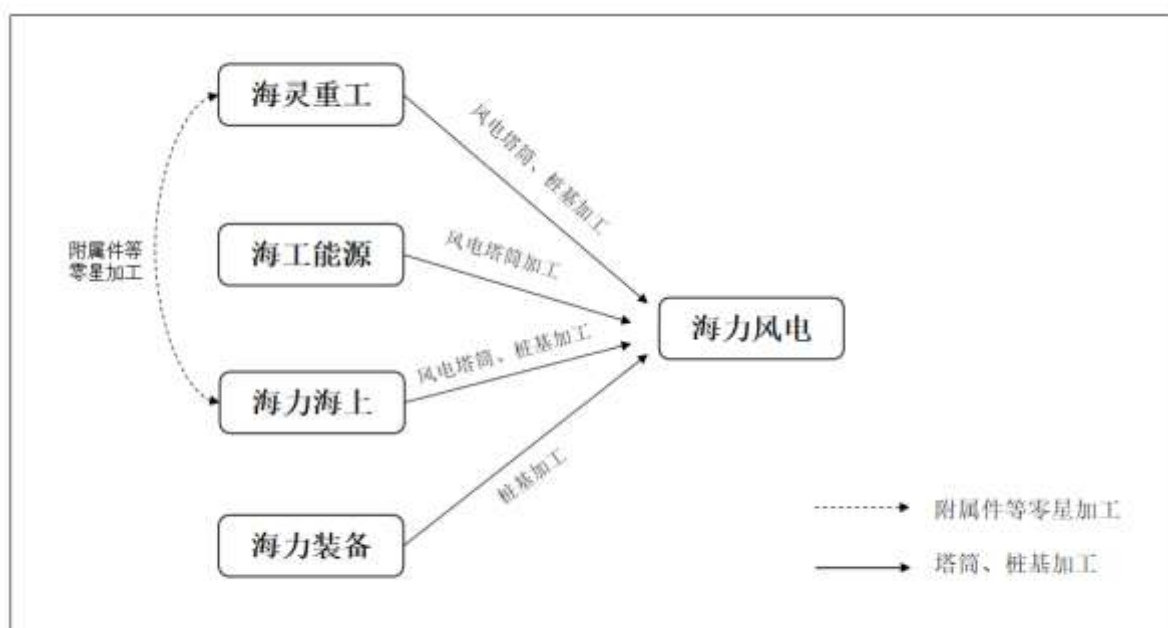 海灵重工
风电塔筒、桩基加工
附属件等
零星加工
海工能源
风电塔筒加工
海力风电
海力海上
风电塔筒、桩基加工
海力装备
桩基加工
附属件等零星加工
塔筒、桩基加工